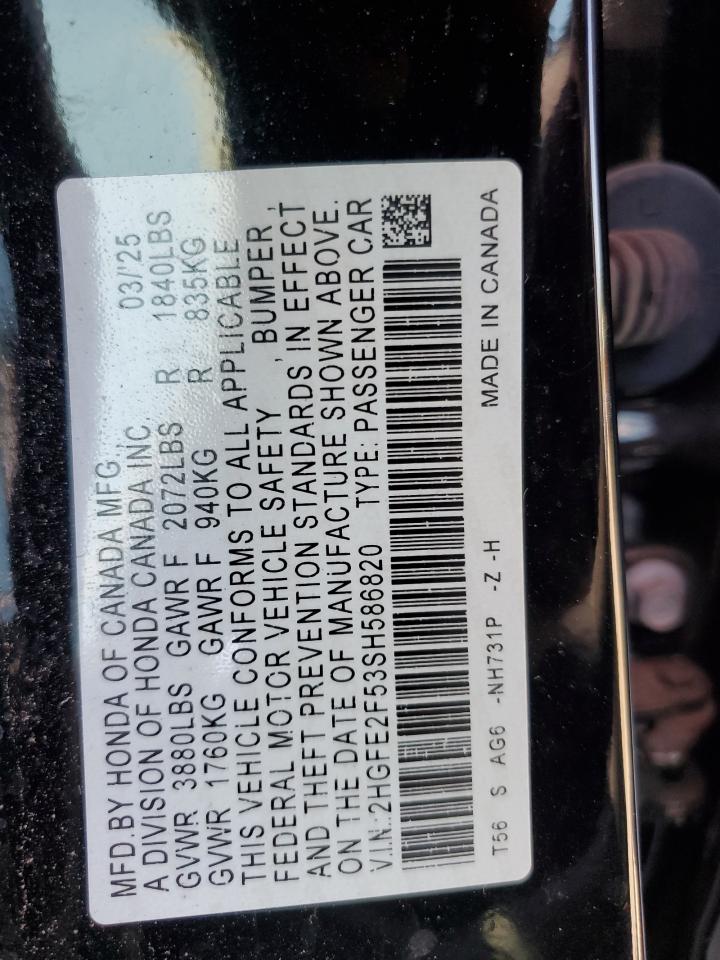 MFD.BY HONDA OF CANADA MFG., 03/'25
A DIVISION OF HONDA CANADA INC.
GVWR 3880LBS GAWR F 2072LBS R 1840LBS
GVWR 1760KG GAWR F 940KG R 835KG
THIS VEHICLE CONFORMS TO ALL APPLICABLE
FEDERAL MOTOR VEHICLE SAFETY , BUMPER ,
AND THEFT PREVENTION STANDARDS IN EFFECT
ON THE DATE OF MANUFACTURE SHOWN ABOVE.
V.I.N.:2HGFE2F53SH586820 TYPE: PASSENGER CAR
T56 S AG6 -NH731P -Z -H MADE IN CANADA